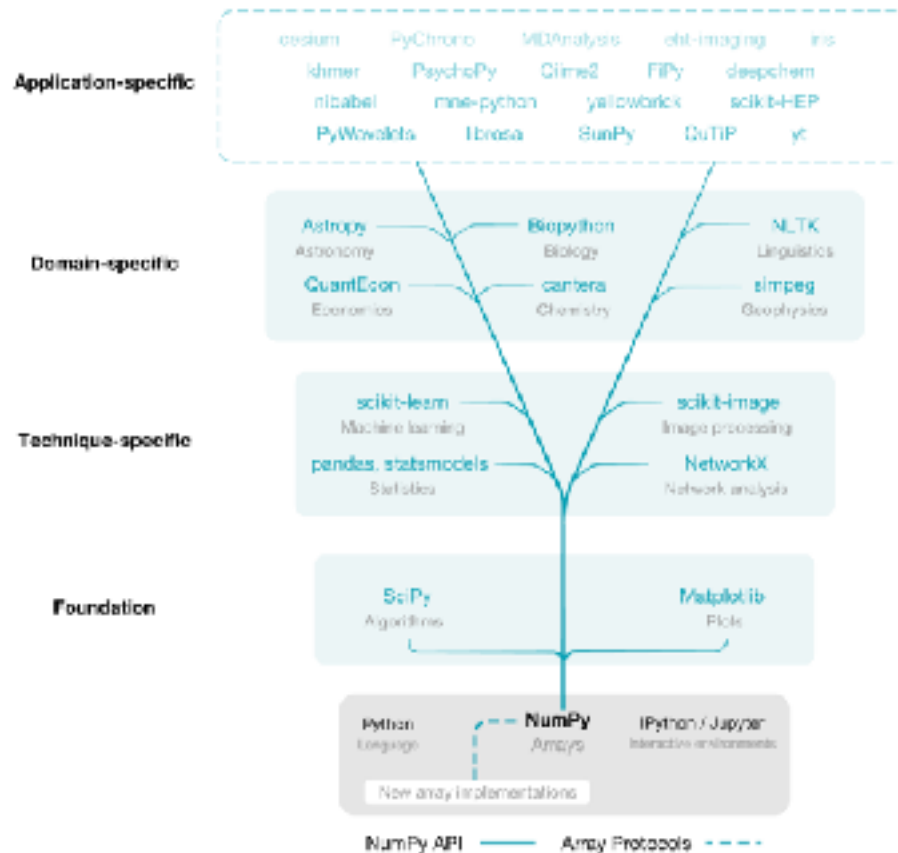 cesium PyChrono MDAnalysis eht-imaging iris
Application-specific
khmer PsychoPy Qiime2 FiPy deepchem
nibabel mne-python yellowbrick scikit-HEP
PyWavelets librosa SunPy QuTiP yt
Domain-specific
Astropy Biopython NLTK
Astronomy Biology Linguistics
QuantEcon cantera simpeg
Economics Chemistry Geophysics
Technique-specific
scikit-learn scikit-image
Machine learning Image processing
pandas, statsmodels NetworkX
Statistics Network analysis
Foundation
SciPy Matplotlib
Algorithms Plots
Python NumPy IPython / Jupyter
Language Arrays Interactive environments
New array implementations
NumPy API Array Protocols